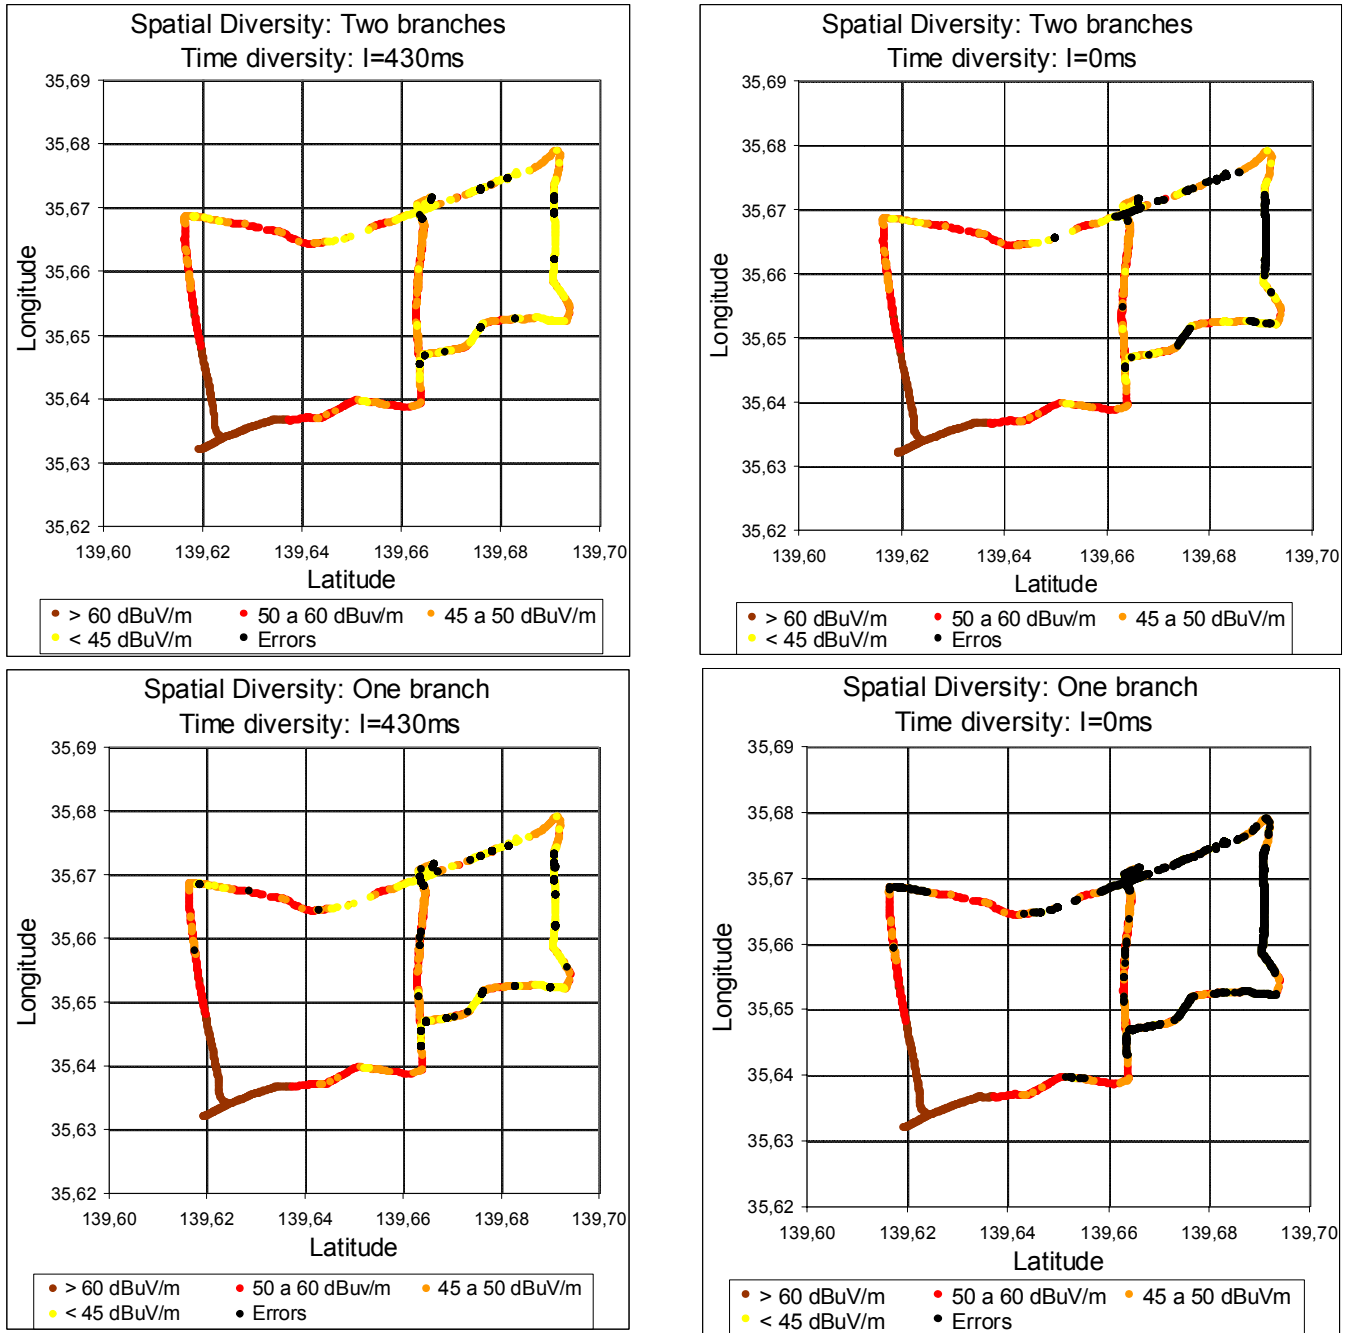 Spatial Diversity: Two branches
Time diversity: I=430ms
35,69
35,68
35,67
35,66
35,65
35,64
35,63
35,62
Longitude
139,60 139,62 139,64 139,66 139,68 139,70
Latitude
> 60 dBuV/m 50 a 60 dBuv/m 45 a 50 dBuV/m
< 45 dBuV/m Errors
Spatial Diversity: Two branches
Time diversity: I=0ms
35,69
35,68
35,67
35,66
35,65
35,64
35,63
35,62
Longitude
139,60 139,62 139,64 139,66 139,68 139,70
Latitude
> 60 dBuV/m 50 a 60 dBuV/m 45 a 50 dBuV/m
< 45 dBuV/m Erros
Spatial Diversity: One branch
Time diversity: I=430ms
35,69
35,68
35,67
35,66
35,65
35,64
35,63
35,62
Longitude
139,60 139,62 139,64 139,66 139,68 139,70
Latitude
> 60 dBuV/m 50 a 60 dBuv/m 45 a 50 dBuV/m
< 45 dBuV/m Errors
Spatial Diversity: One branch
Time diversity: I=0ms
35,69
35,68
35,67
35,66
35,65
35,64
35,63
35,62
Longitude
139,60 139,62 139,64 139,66 139,68 139,70
Latitude
> 60 dBuV/m 50 a 60 dBuV/m 45 a 50 dBuVm
< 45 dBuV/m Errors